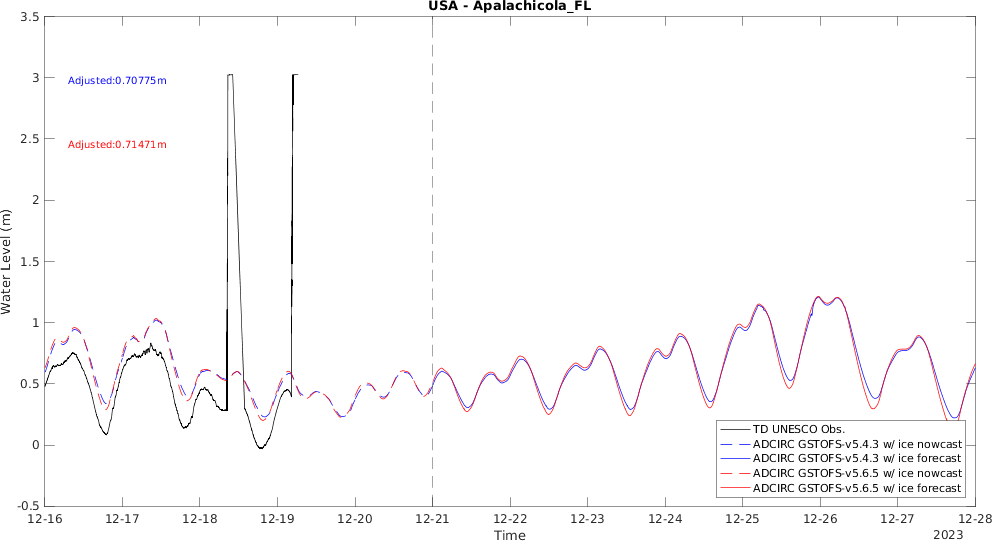 USA - Apalachicola_FL
3.5
3
2.5
2
1.5
1
0.5
0
-0.5
Water Level (m)
Adjusted:0.70775m
Adjusted:0.71471m
TD UNESCO Obs.
ADCIRC GSTOFS-v5.4.3 w/ ice nowcast
ADCIRC GSTOFS-v5.4.3 w/ ice forecast
ADCIRC GSTOFS-v5.6.5 w/ ice nowcast
ADCIRC GSTOFS-v5.6.5 w/ ice forecast
12-16 12-17 12-18 12-19 12-20 12-21 12-22 12-23 12-24 12-25 12-26 12-27 12-28
Time
2023